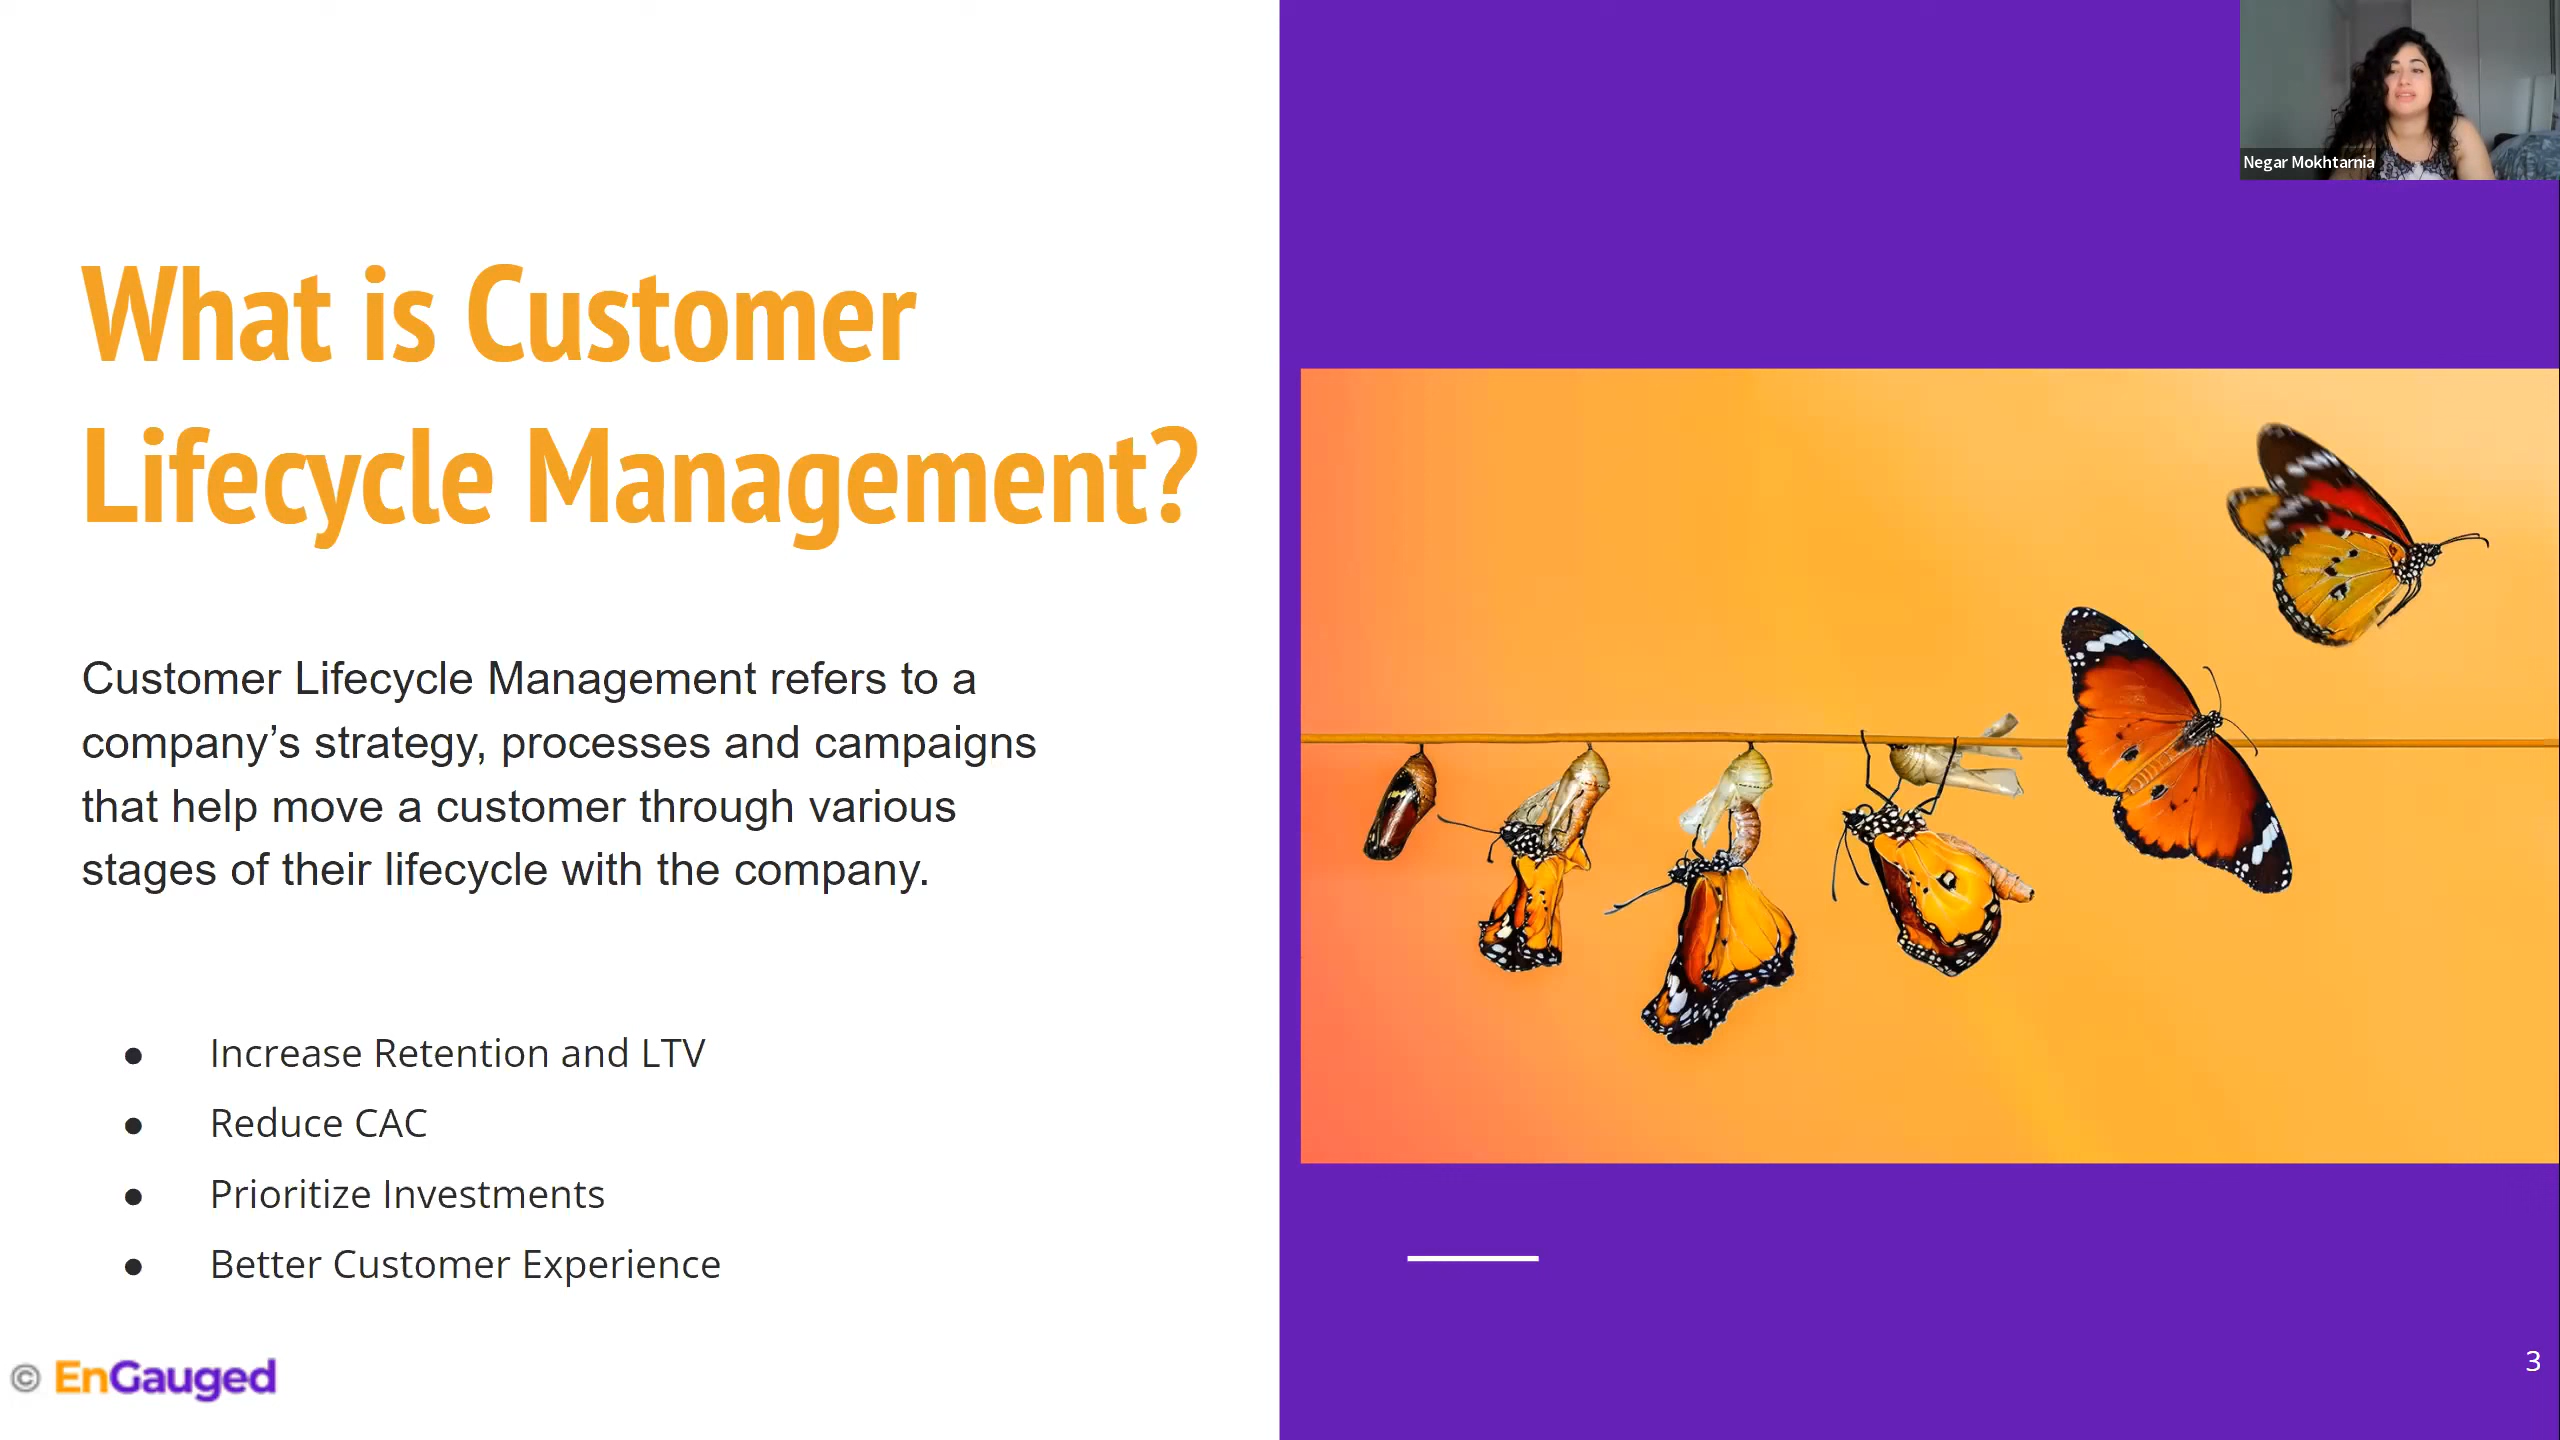 Negar Mokhtarnia
What is Customer
Lifecycle Management?
Customer Lifecycle Management refers to a
company’s strategy, processes and campaigns
that help move a customer through various
stages of their lifecycle with the company.
● Increase Retention and LTV
● Reduce CAC
● Prioritize Investments
● Better Customer Experience
© EnGauged
3